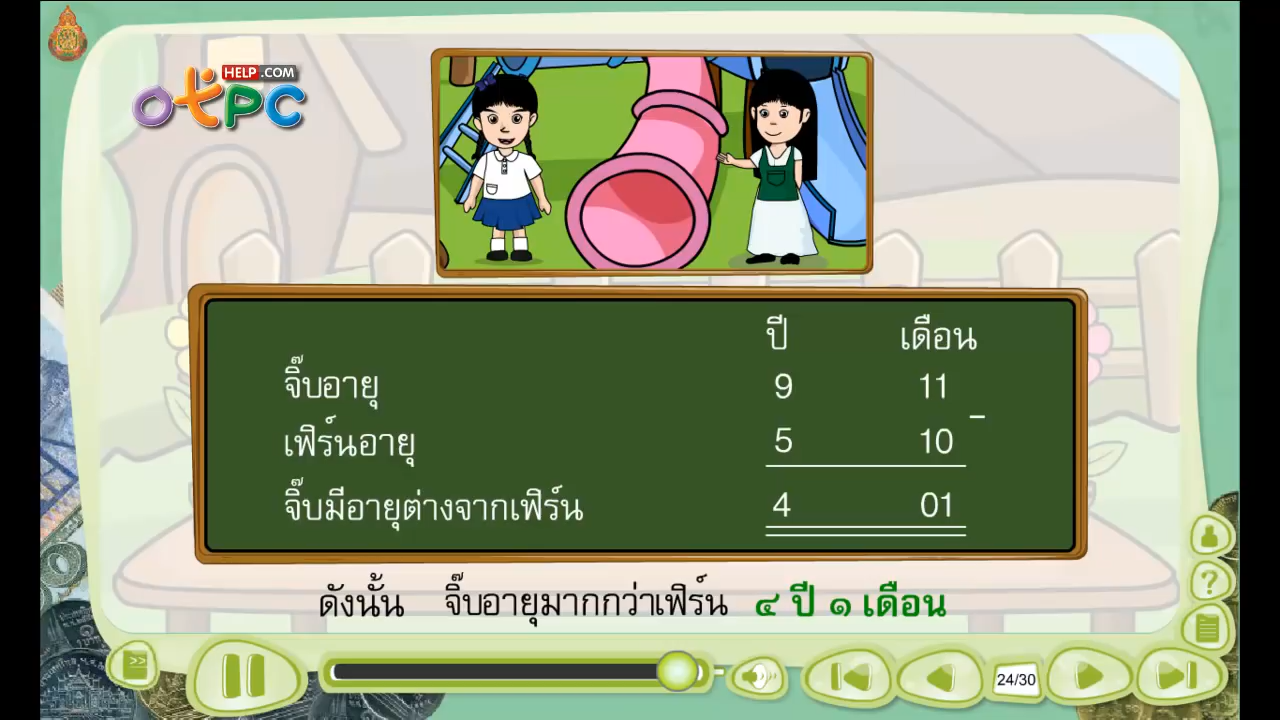 HELP.COM
OTPC
ปี เดือน
จิ๊บอายุ 9 11
–
เฟิร์นอายุ 5 10
จิ๊บมีอายุต่างจากเฟิร์น 4 01
ดังนั้น จิ๊บอายุมากกว่าเฟิร์น ๔ ปี ๑ เดือน
>>
?
24/30